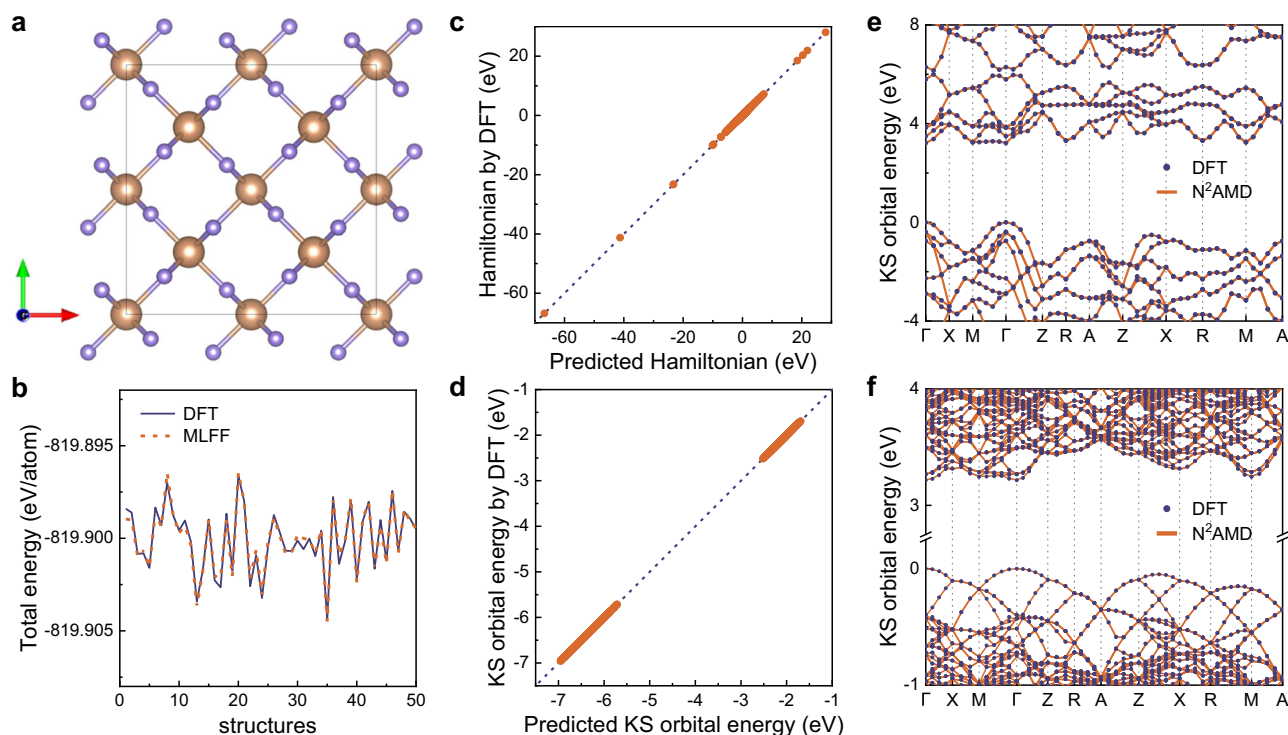 a
b
Total energy (eV/atom)
-819.895
-819.900
-819.905
DFT
MLFF
0 10 20 30 40 50
structures
c
Hamiltonian by DFT (eV)
20
0
-20
-40
-60
-60 -40 -20 0 20
Predicted Hamiltonian (eV)
d
KS orbital energy by DFT (eV)
-1
-2
-3
-4
-5
-6
-7
-7 -6 -5 -4 -3 -2 -1
Predicted KS orbital energy (eV)
e
KS orbital energy (eV)
8
4
0
-4
DFT
N²AMD
Γ X M Γ Z R A Z X R M A
f
KS orbital energy (eV)
4
3
0
-1
DFT
N²AMD
Γ X M Γ Z R A Z X R M A